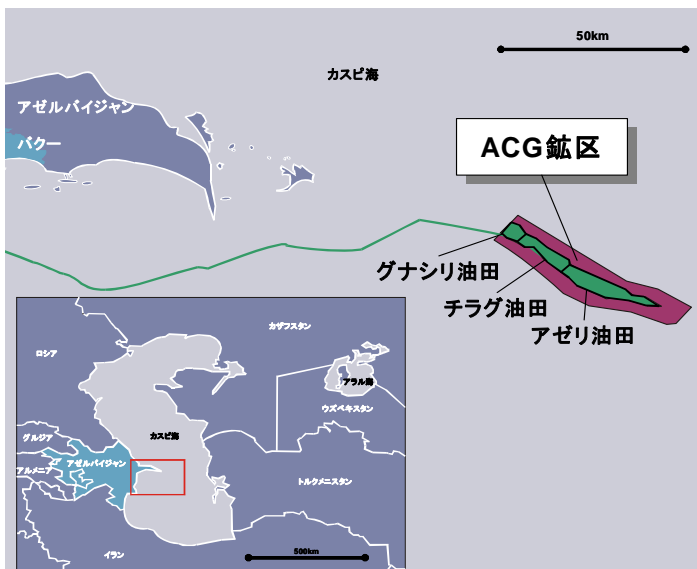 50km
カスピ海
アゼルバイジャン
バクー
ACG鉱区
グナシリ油田
チラグ油田
アゼリ油田
カザフスタン
ロシア
アラル海
ウズベキスタン
グルジア
カスピ海
アゼルバイジャン
アルメニア
トルクメニスタン
イラン
500km